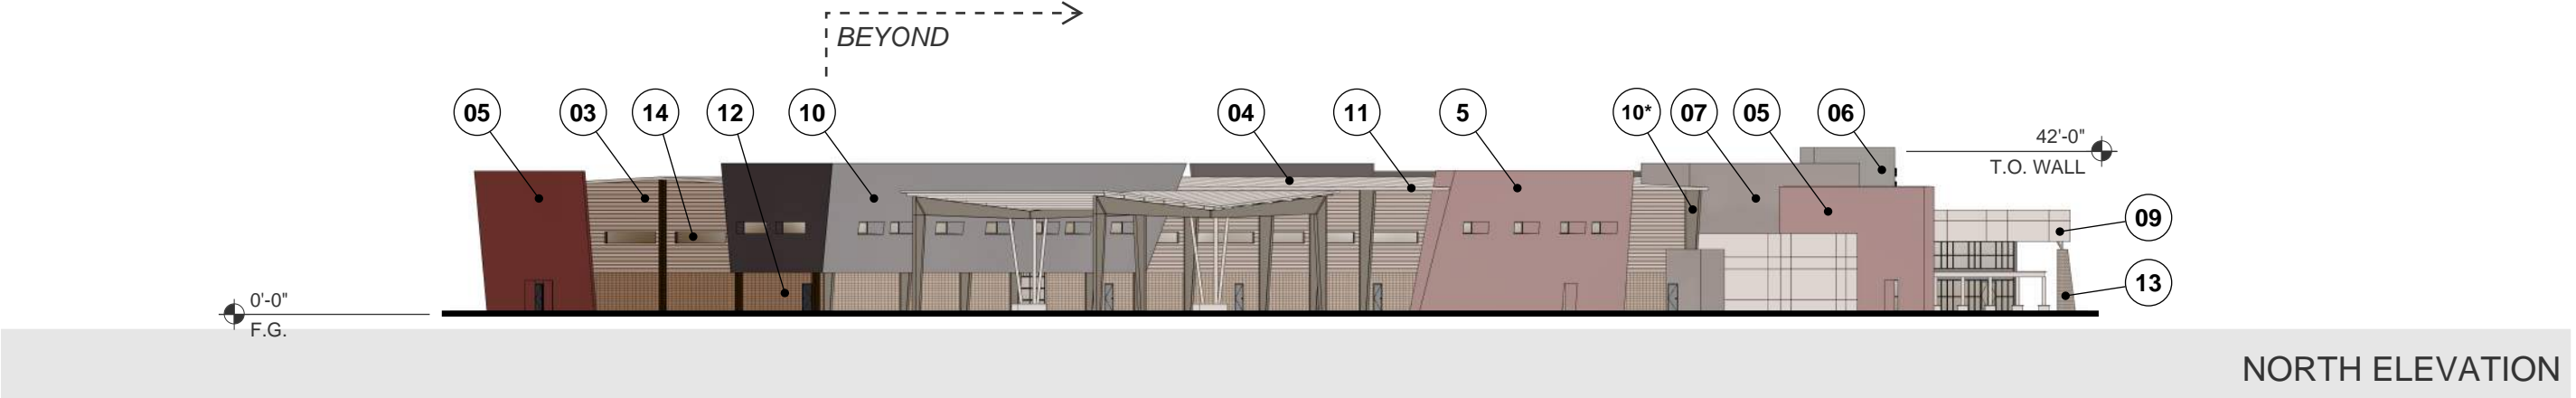 BEYOND
05 03 14 12 10 04 11 5 10* 07 05 06
42'-0"
T.O. WALL
09
13
0'-0"
F.G.
NORTH ELEVATION